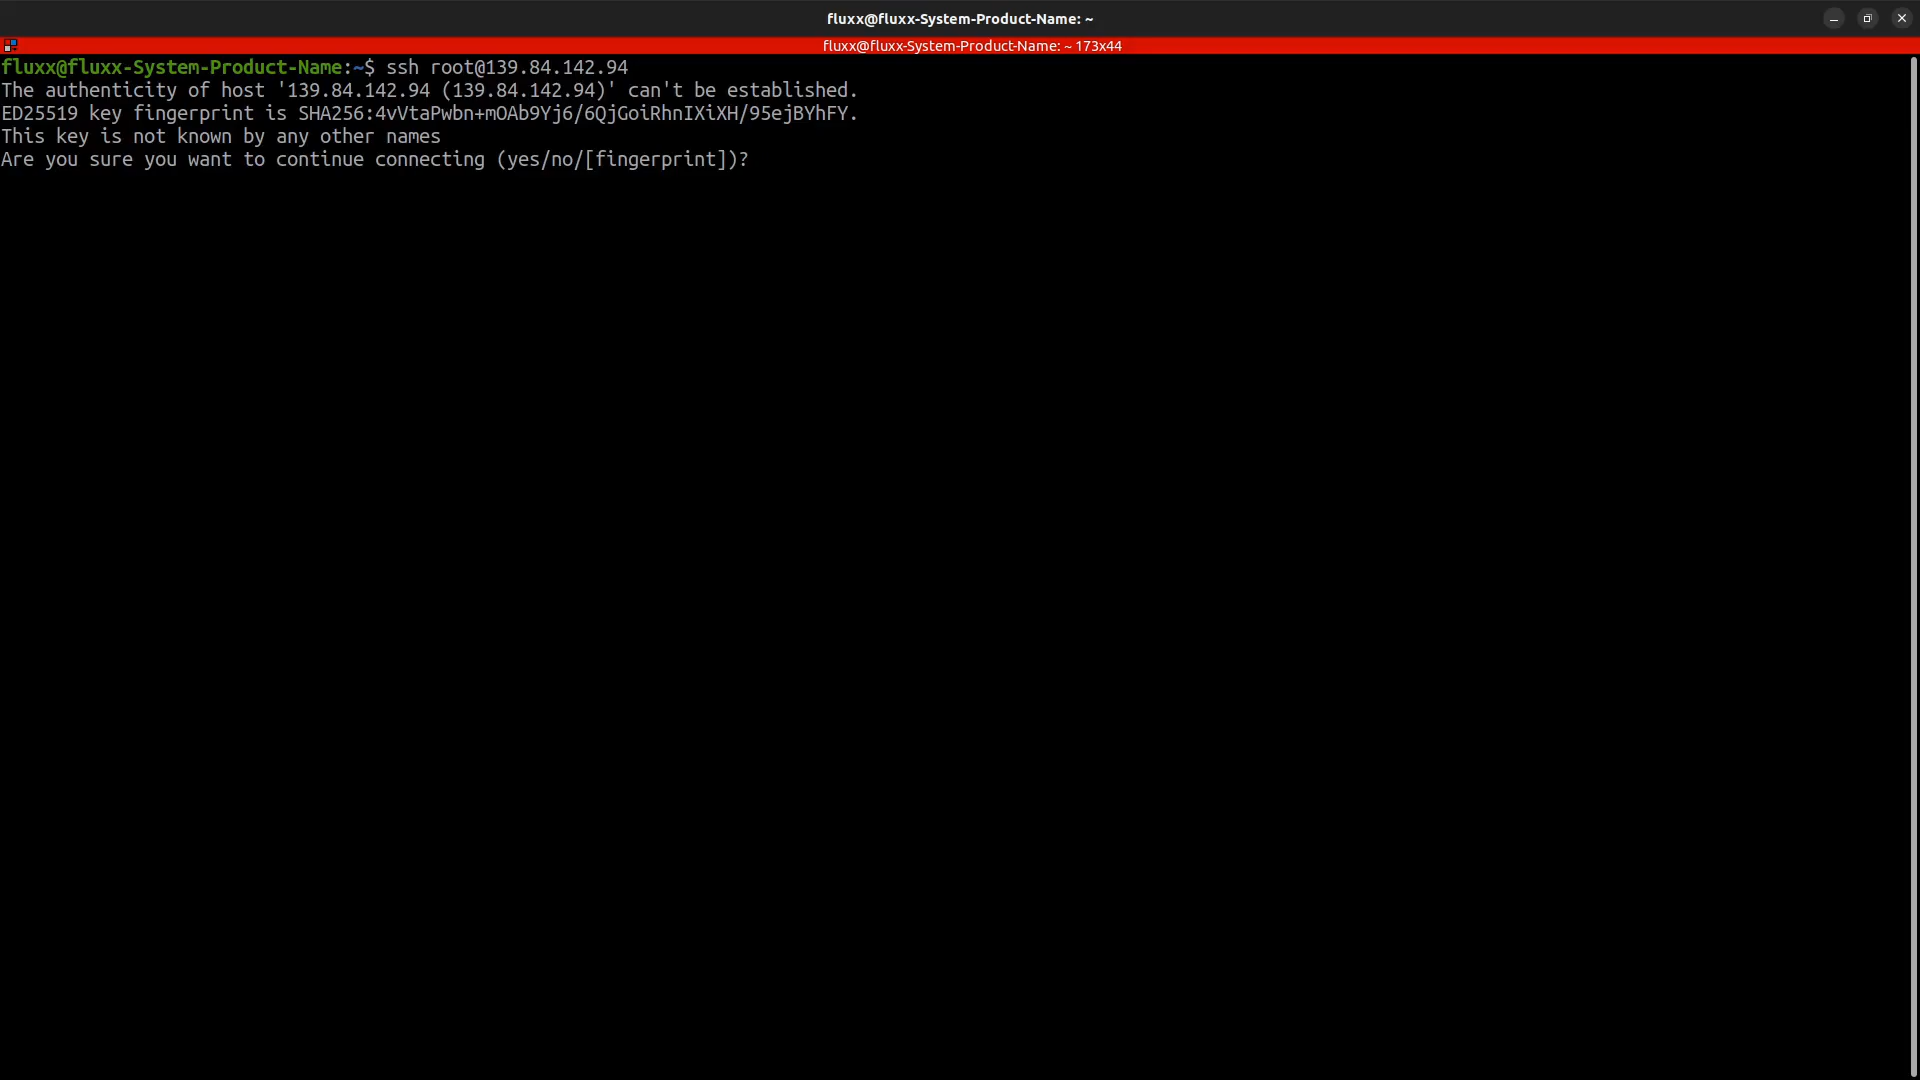 fluxx@fluxx-System-Product-Name: ~
fluxx@fluxx-System-Product-Name: ~ 173x44
fluxx@fluxx-System-Product-Name:~$ ssh root@139.84.142.94
The authenticity of host '139.84.142.94 (139.84.142.94)' can't be established.
ED25519 key fingerprint is SHA256:4vVtaPwbn+mOAb9Yj6/6QjGoiRhnIXiXH/95ejBYhFY.
This key is not known by any other names
Are you sure you want to continue connecting (yes/no/[fingerprint])?